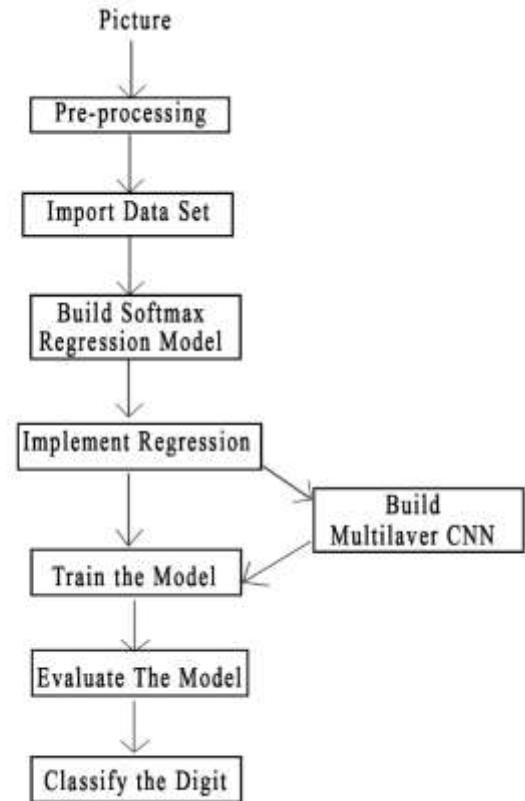 Picture
Pre-processing
Import Data Set
Build Softmax
Regression Model
Implement Regression
Build
Multilaver CNN
Train the Model
Evaluate The Model
Classify the Digit